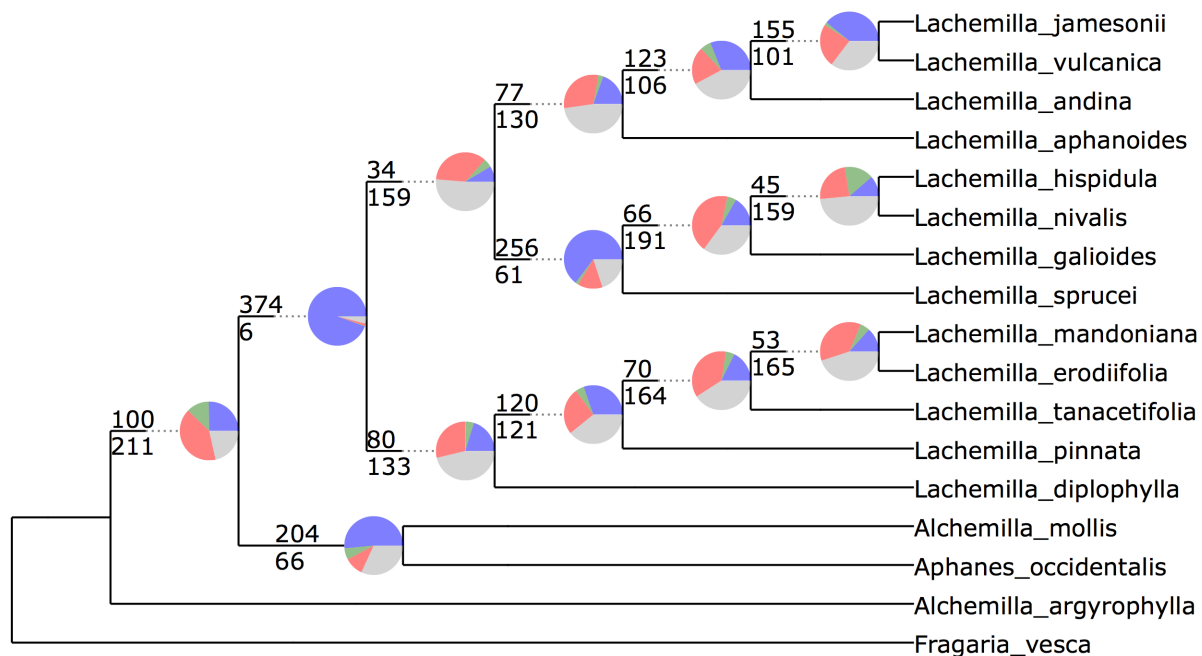 155
101
Lachemilla_jamesonii
Lachemilla_vulcanica
123
106
Lachemilla_andina
77
130
Lachemilla_aphanoides
34
159
Lachemilla_hispidula
45
159
Lachemilla_nivalis
66
191
Lachemilla_galioides
256
61
Lachemilla_sprucei
374
6
Lachemilla_mandoniana
53
165
Lachemilla_erodiifolia
70
164
Lachemilla_tanacetifolia
120
121
Lachemilla_pinnata
100
211
80
133
Lachemilla_diplophylla
204
66
Alchemilla_mollis
Aphanes_occidentalis
Alchemilla_argyrophylla
Fragaria_vesca